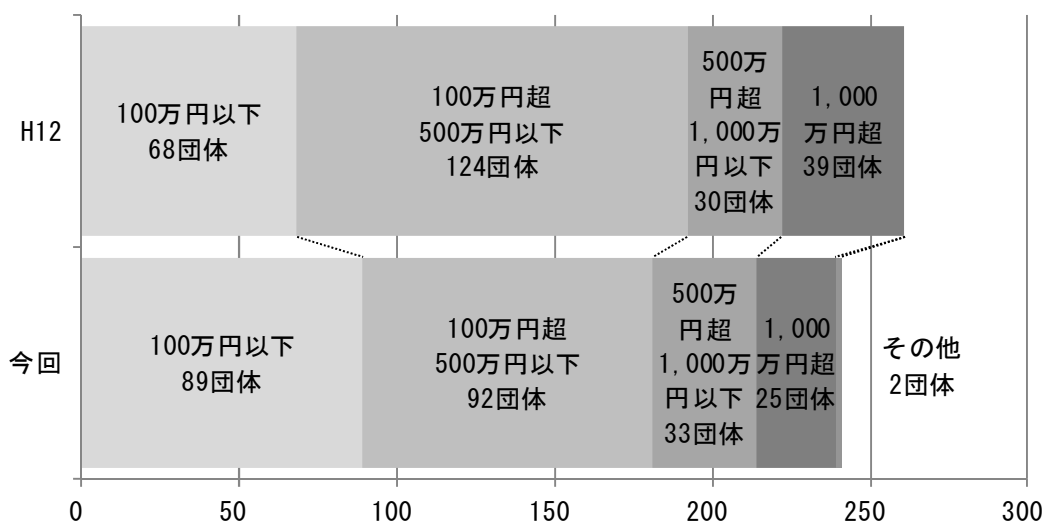 H12
100万円以下
68団体
100万円超
500万円以下
124団体
500万
円超
1,000万
円以下
30団体
1,000
万円超
39団体
今回
100万円以下
89団体
100万円超
500万円以下
92団体
500万
円超
1,000万
円以下
33団体
1,000
万円超
25団体
その他
2団体
0 50 100 150 200 250 300